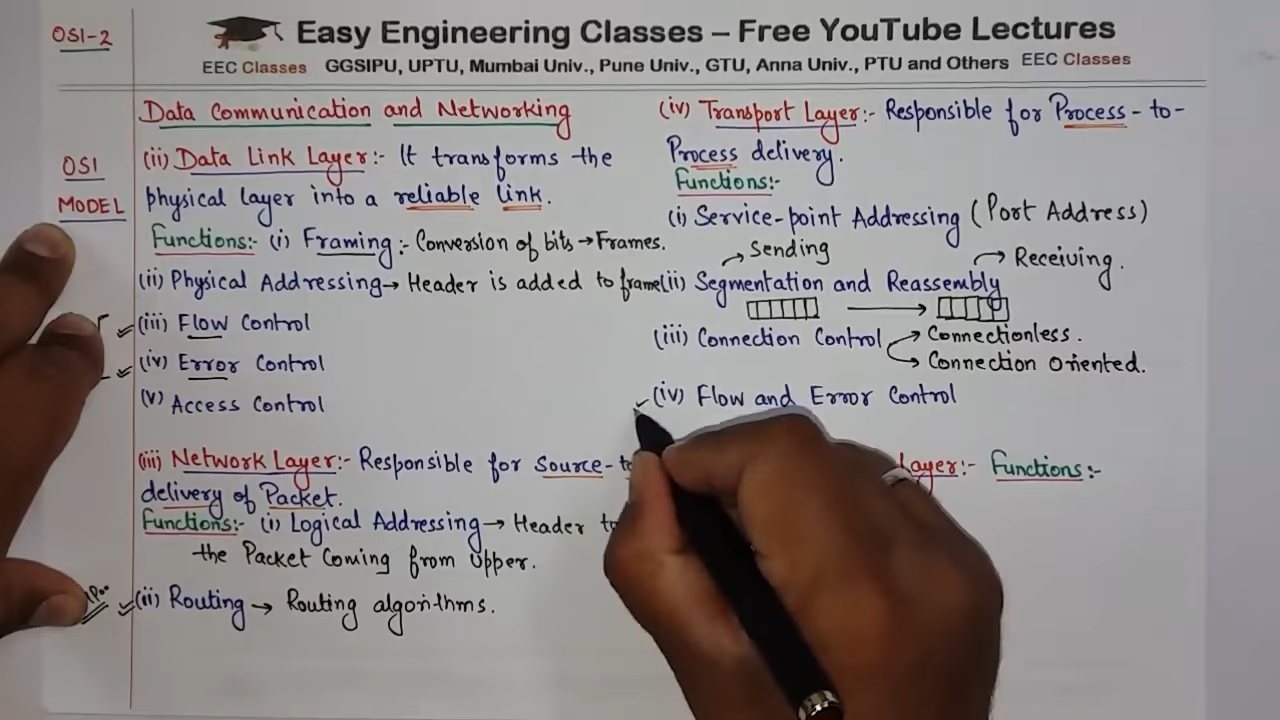 OSI-2
Easy Engineering Classes – Free YouTube Lectures
EEC Classes GGSIPU, UPTU, Mumbai Univ., Pune Univ., GTU, Anna Univ., PTU and Others EEC Classes
OSI
MODEL
Data Communication and Networking
(ii) Data Link Layer:- It transforms the
physical layer into a reliable link.
Functions:- (i) Framing:- Conversion of bits → Frames.
(ii) Physical Addressing → Header is added to frame
(iii) Flow Control
(iv) Error Control
(v) Access Control
(iii) Network Layer:- Responsible for Source-
delivery of Packet.
Functions:- (i) Logical Addressing → Header to
the Packet Coming from Upper.
(ii) Routing → Routing algorithms.
(iv) Transport Layer:- Responsible for Process-to-
Process delivery.
Functions:-
(i) Service-point Addressing (Port Address)
→ Sending
→ Receiving.
(ii) Segmentation and Reassembly
(iii) Connection Control → Connectionless.
→ Connection Oriented.
(iv) Flow and Error Control
Layer:- Functions:-